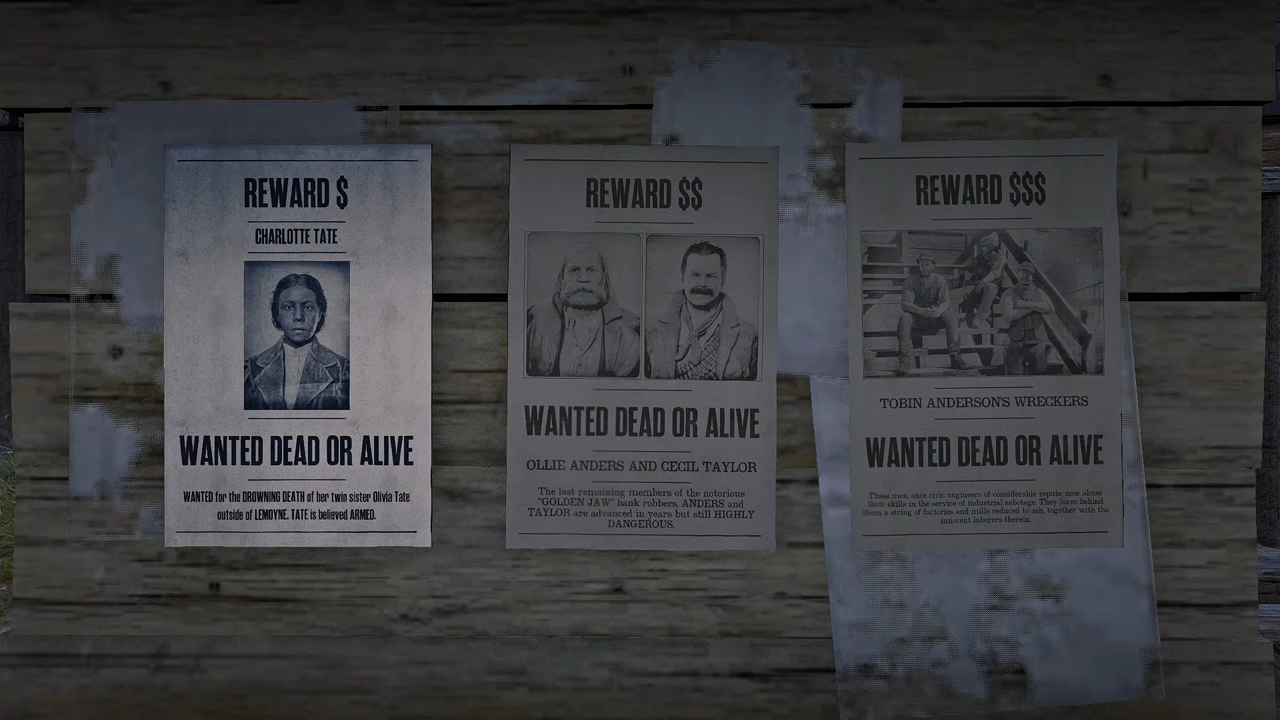 REWARD $
CHARLOTTE TATE
WANTED DEAD OR ALIVE
WANTED for the DROWNING DEATH of her twin sister Olivia Tate
outside of LEMOYNE. TATE is believed ARMED.
REWARD $$
WANTED DEAD OR ALIVE
OLLIE ANDERS AND CECIL TAYLOR
The last remaining members of the notorious
"GOLDEN JAW" bank robbers. ANDERS and
TAYLOR are advanced in years but still HIGHLY
DANGEROUS.
REWARD $$$
TOBIN ANDERSON'S WRECKERS
WANTED DEAD OR ALIVE
These men, once civic engineers of considerable repute, now abuse
their skills in the service of industrial sabotage. They leave behind
them a string of factories and mills reduced to ash, together with the
innocent laborers therein.